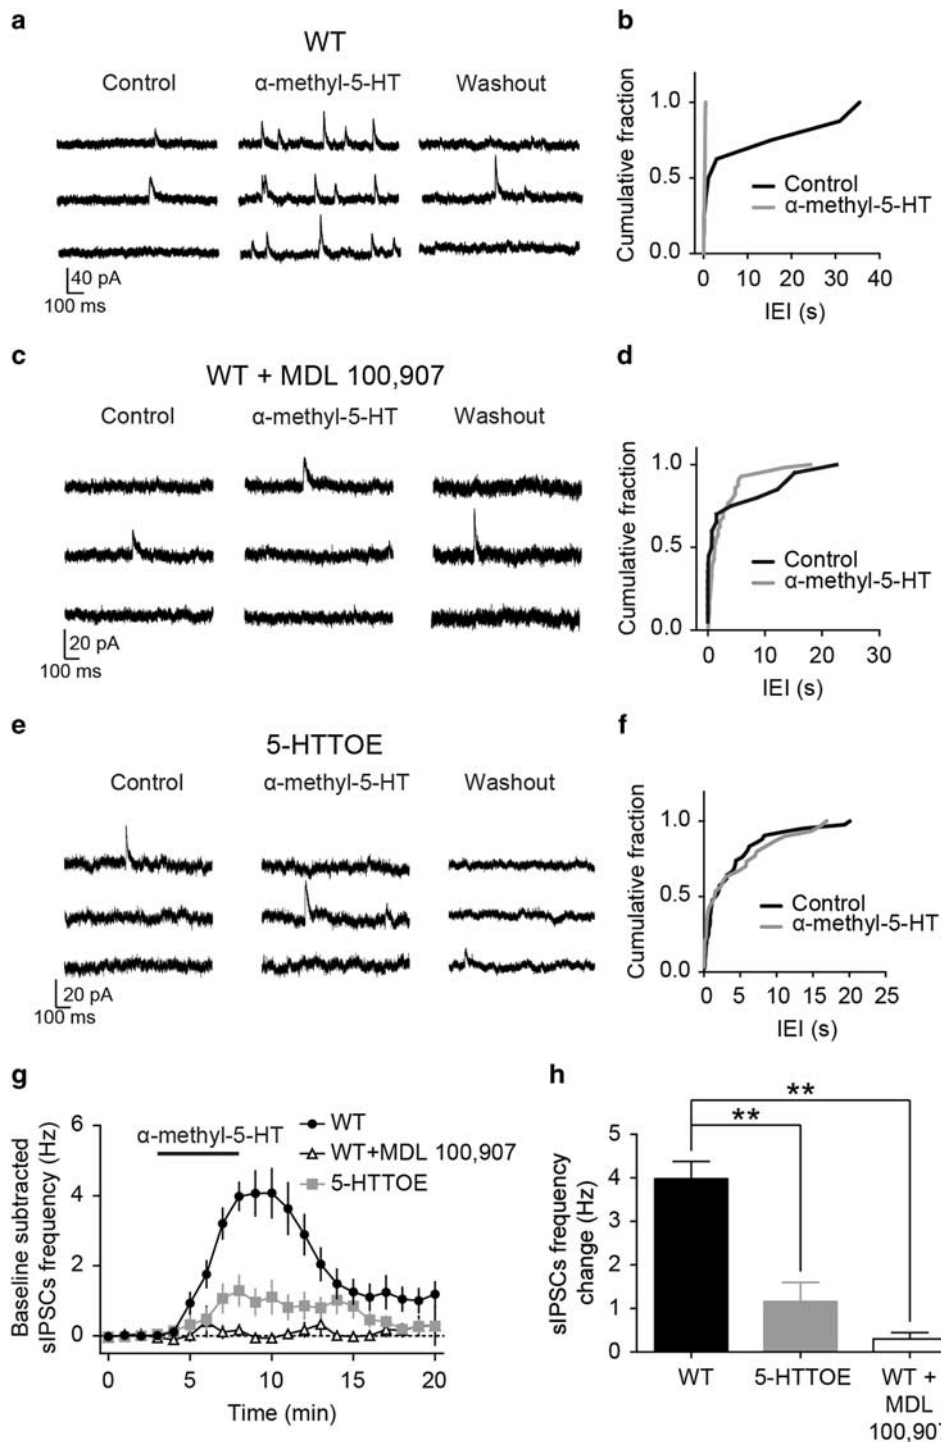 a
WT
Control α-methyl-5-HT Washout
40 pA
100 ms
b
Cumulative fraction
1.0
0.5
0.0
Control
α-methyl-5-HT
0 10 20 30 40
IEI (s)
c
WT + MDL 100,907
Control α-methyl-5-HT Washout
20 pA
100 ms
d
Cumulative fraction
1.0
0.5
0.0
Control
α-methyl-5-HT
0 10 20 30
IEI (s)
e
5-HTTOE
Control α-methyl-5-HT Washout
20 pA
100 ms
f
Cumulative fraction
1.0
0.5
0.0
Control
α-methyl-5-HT
0 5 10 15 20 25
IEI (s)
g
Baseline subtracted
sIPSCs frequency (Hz)
6
4
2
0
α-methyl-5-HT
WT
WT+MDL 100,907
5-HTTOE
0 5 10 15 20
Time (min)
h
**
**
sIPSCs frequency
change (Hz)
5
4
3
2
1
0
WT 5-HTTOE WT +
MDL
100,907